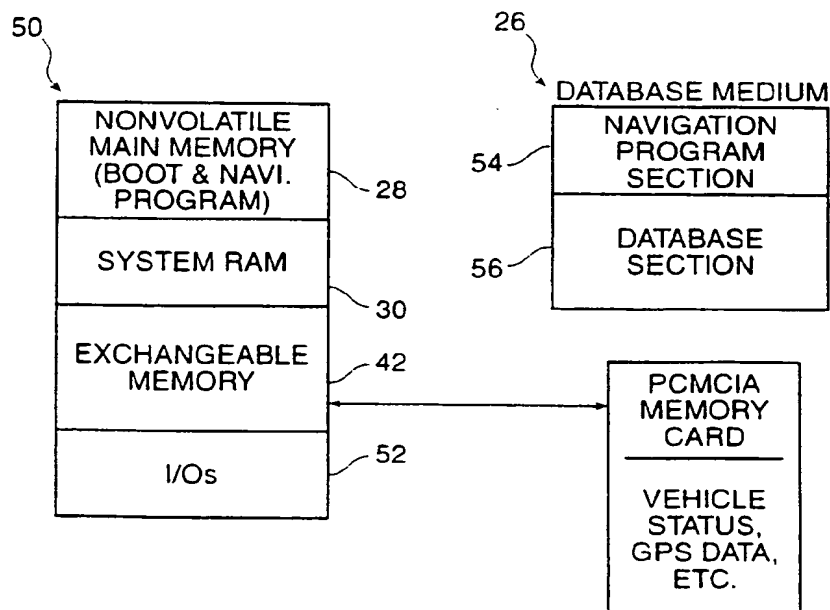 50
NONVOLATILE
MAIN MEMORY
(BOOT & NAVI.
PROGRAM)
28
SYSTEM RAM
30
EXCHANGEABLE
MEMORY
42
I/Os
52
26
DATABASE MEDIUM
NAVIGATION
PROGRAM
SECTION
54
DATABASE
SECTION
56
PCMCIA
MEMORY
CARD
VEHICLE
STATUS,
GPS DATA,
ETC.